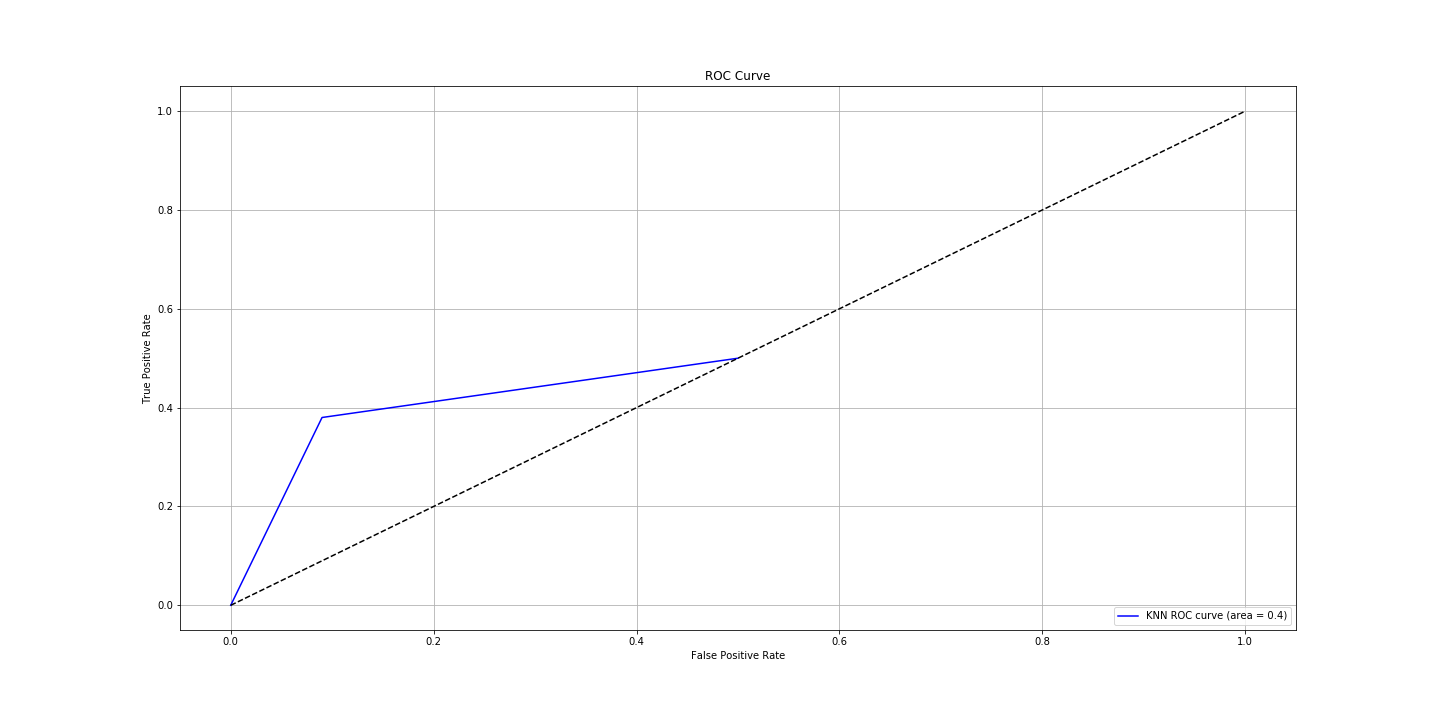 ROC Curve
1.0
0.8
0.6
0.4
0.2
0.0
True Positive Rate
0.0 0.2 0.4 0.6 0.8 1.0
False Positive Rate
KNN ROC curve (area = 0.4)